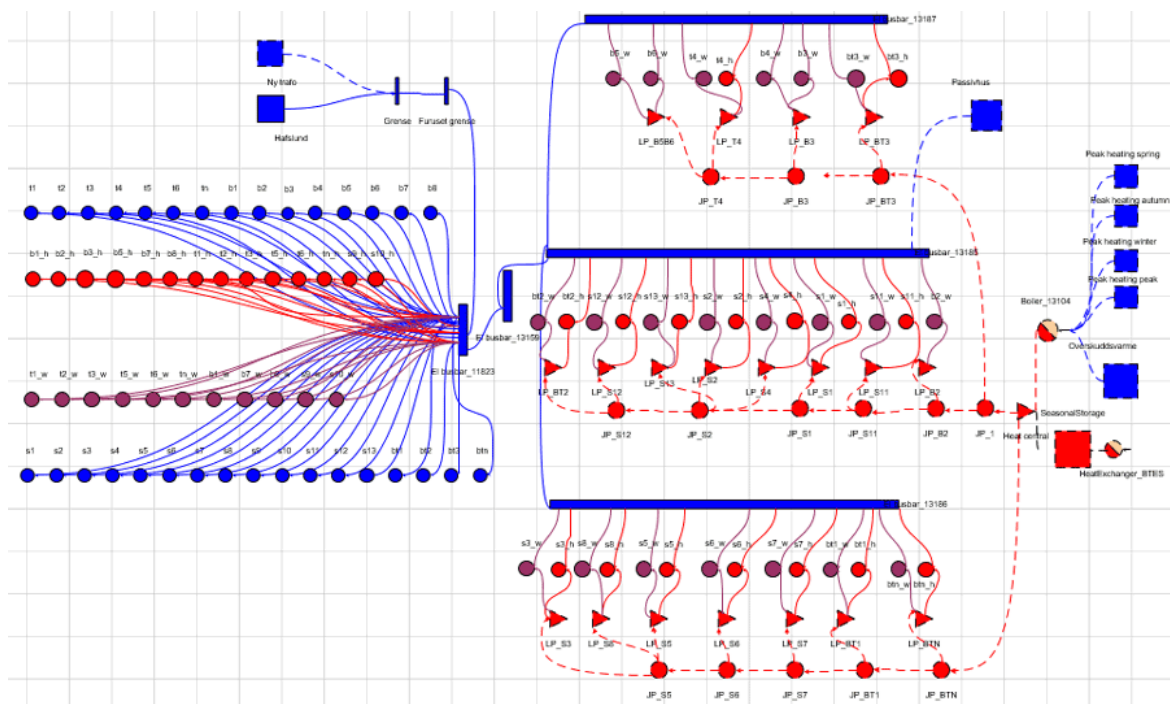 busbar_13187
b5_w b6_w t4_w t4_h b4_w b3_w bt3_w bt3_h
Ny trafo
Hafslund
Grense Furuset grense
Passivhus
LP_B5B6 LP_T4 LP_B3 LP_BT3
JP_T4 JP_B3 JP_BT3
Peak heating spring
Peak heating autumn
Peak heating winter
Peak heating peak
t1 t2 t3 t4 t5 t6 tn b1 b2 b3 b4 b5 b6 b7 b8
b1_h b2_h b3_h b5_h b7_h b8_h t1_h t2_h t3_h t5_h t6_h tn_h s10_h
busbar_13185
bt2_w bt2_h s12_w s12_h s13_w s13_h s2_w s2_h s4_w s4_h s1_w s1_h s11_w s11_h b2_w
Boiler_13104
El busbar_13159
Overskuddsvarme
El busbar_11823
t1_w t2_w t3_w t5_w t6_w tn_w b1_w b7_w
LP_BT2 LP_S12 LP_S13 LP_S2 LP_S4 LP_S1 LP_S11 LP_B2
JP_S12 JP_S2 JP_S1 JP_S11 JP_B2 JP_1
SeasonalStorage
Heat central
HeatExchanger_BTES
s1 s2 s3 s4 s5 s6 s7 s8 s9 s10 s11 s12 s13 bt1 bt2 bt3 btn
busbar_13186
s3_w s3_h s8_w s8_h s5_w s5_h s6_w s6_h s7_w s7_h bt1_w bt1_h btn_w btn_h
LP_S3 LP_S8 LP_S5 LP_S6 LP_S7 LP_BT1 LP_BTN
JP_S5 JP_S6 JP_S7 JP_BT1 JP_BTN